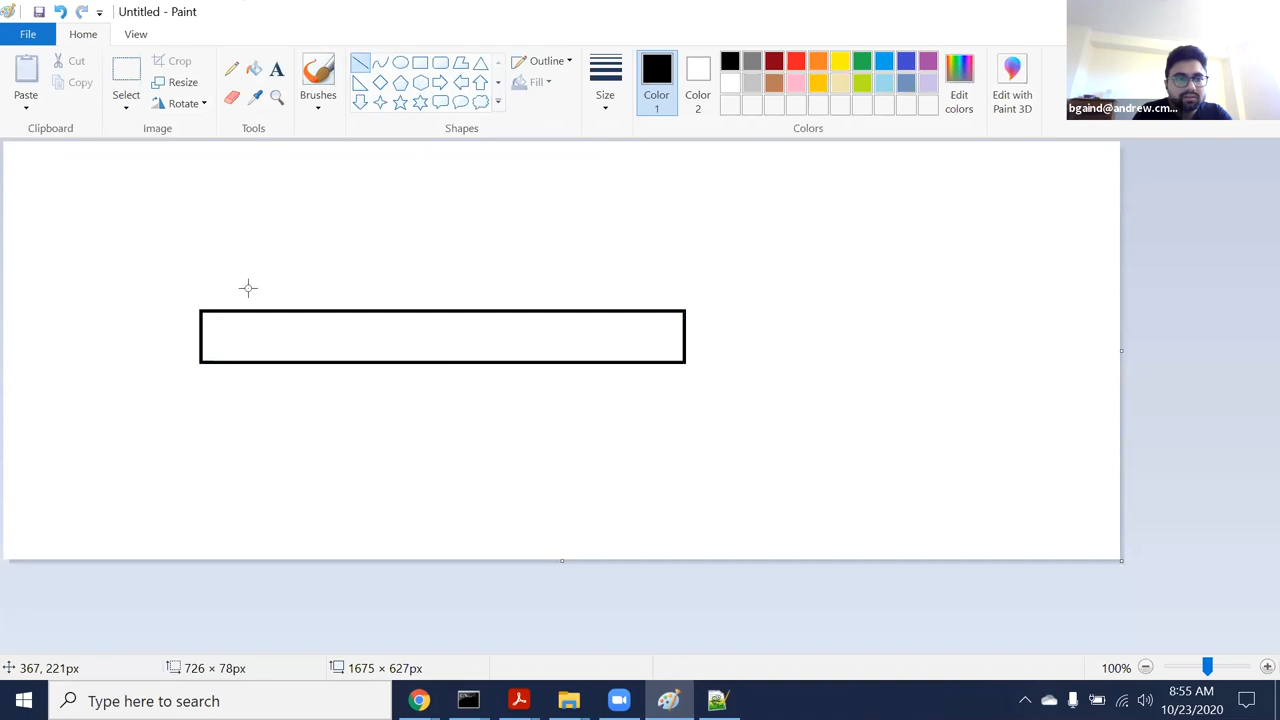 Untitled - Paint
File Home View
Paste
Cut
Copy
Clipboard
Select
Crop
Resize
Rotate
Image
Tools
Brushes
Outline
Fill
Shapes
Size
Color 1
Color 2
Edit colors
Colors
Edit with Paint 3D
bgaind@andrew.cm...
367, 221px
726 × 78px
1675 × 627px
100%
Type here to search
8:55 AM
10/23/2020